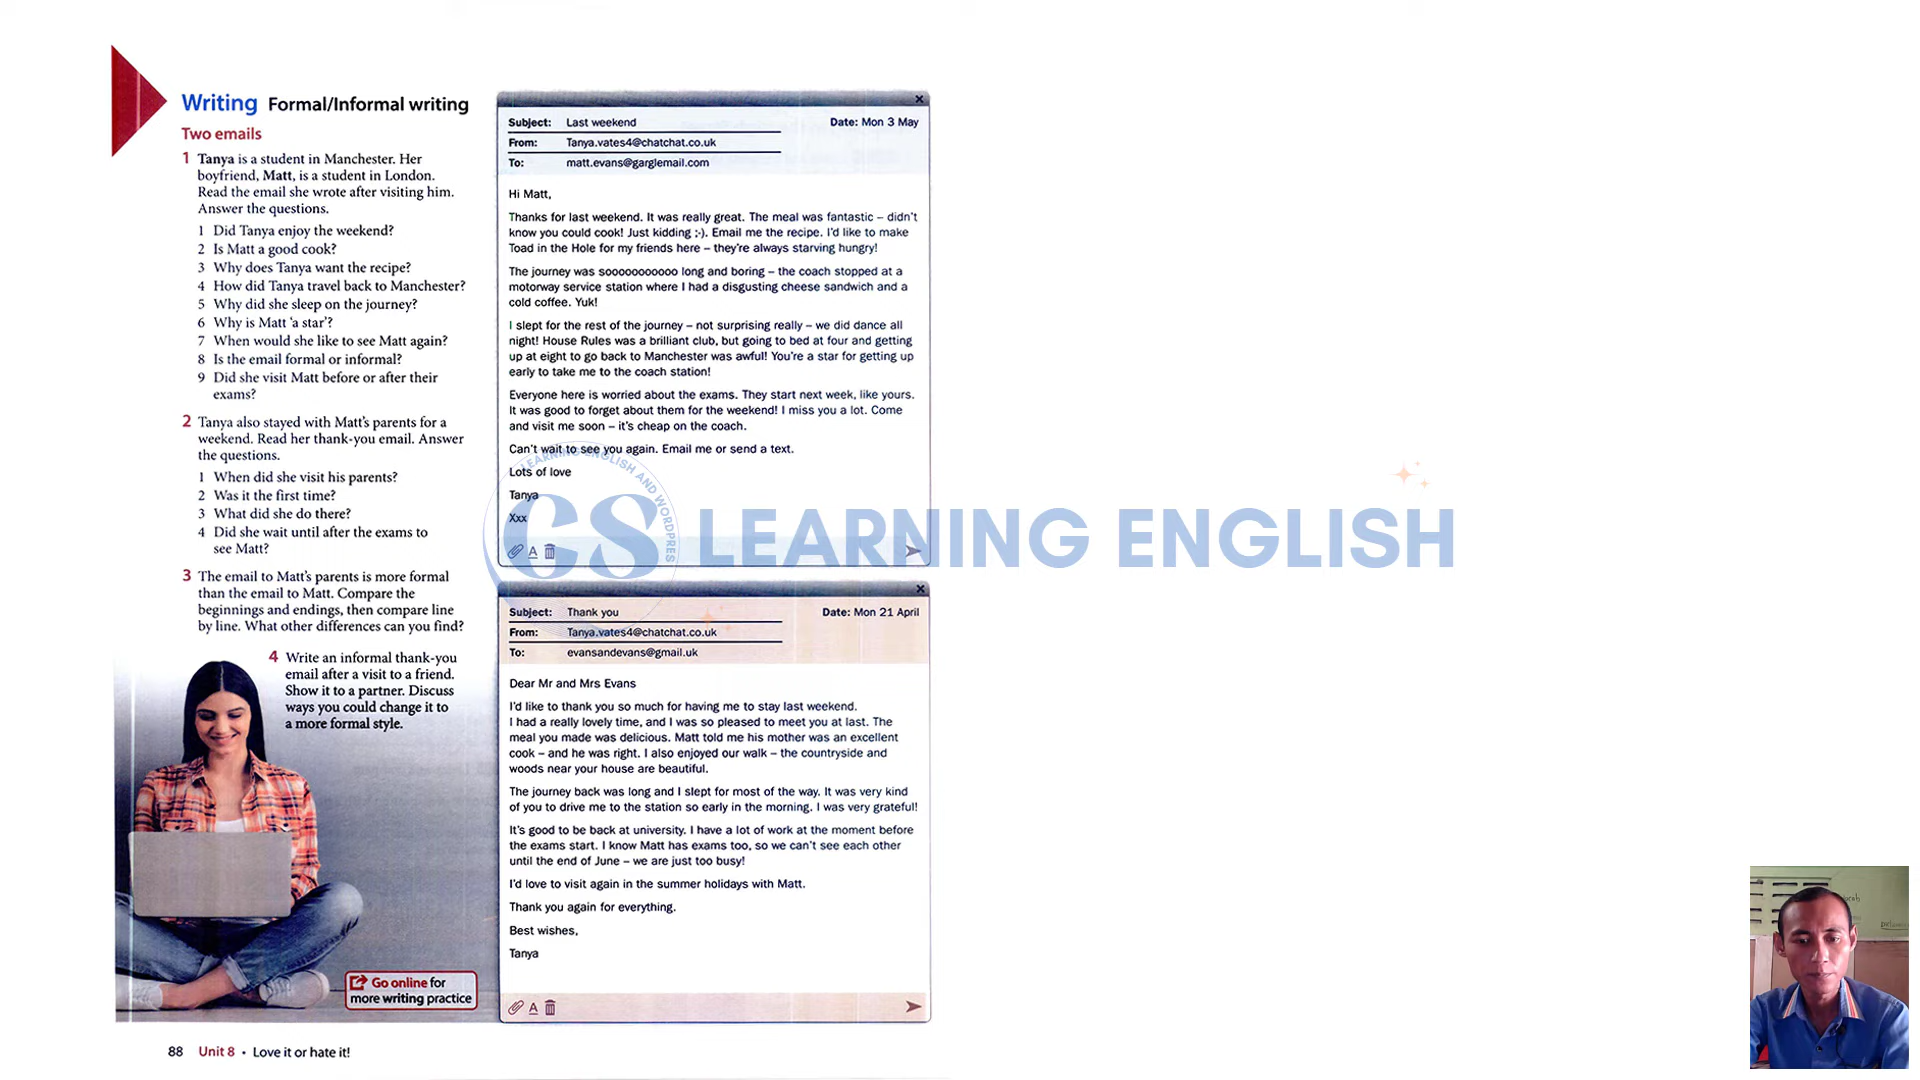 Writing Formal/Informal writing
Two emails
1 Tanya is a student in Manchester. Her
boyfriend, Matt, is a student in London.
Read the email she wrote after visiting him.
Answer the questions.
1 Did Tanya enjoy the weekend?
2 Is Matt a good cook?
3 Why does Tanya want the recipe?
4 How did Tanya travel back to Manchester?
5 Why did she sleep on the journey?
6 Why is Matt ‘a star’?
7 When would she like to see Matt again?
8 Is the email formal or informal?
9 Did she visit Matt before or after their
exams?
2 Tanya also stayed with Matt’s parents for a
weekend. Read her thank-you email. Answer
the questions.
1 When did she visit his parents?
2 Was it the first time?
3 What did she do there?
4 Did she wait until after the exams to
see Matt?
3 The email to Matt’s parents is more formal
than the email to Matt. Compare the
beginnings and endings, then compare line
by line. What other differences can you find?
4 Write an informal thank-you
email after a visit to a friend.
Show it to a partner. Discuss
ways you could change it to
a more formal style.
Go online for
more writing practice
88 Unit 8 • Love it or hate it!
Subject: Last weekend Date: Mon 3 May
From: Tanya.vates4@chatchat.co.uk
To: matt.evans@garglemail.com
Hi Matt,
Thanks for last weekend. It was really great. The meal was fantastic – didn’t
know you could cook! Just kidding ;-). Email me the recipe. I’d like to make
Toad in the Hole for my friends here – they’re always starving hungry!
The journey was sooooooooooo long and boring – the coach stopped at a
motorway service station where I had a disgusting cheese sandwich and a
cold coffee. Yuk!
I slept for the rest of the journey – not surprising really – we did dance all
night! House Rules was a brilliant club, but going to bed at four and getting
up at eight to go back to Manchester was awful! You’re a star for getting up
early to take me to the coach station!
Everyone here is worried about the exams. They start next week, like yours.
It was good to forget about them for the weekend! I miss you a lot. Come
and visit me soon – it’s cheap on the coach.
Can’t wait to see you again. Email me or send a text.
Lots of love
Tanya
Xxx
LEARNING ENGLISH AND WORDPRES
GS LEARNING ENGLISH
Subject: Thank you Date: Mon 21 April
From: Tanya.vates4@chatchat.co.uk
To: evansandevans@gmail.uk
Dear Mr and Mrs Evans
I’d like to thank you so much for having me to stay last weekend.
I had a really lovely time, and I was so pleased to meet you at last. The
meal you made was delicious. Matt told me his mother was an excellent
cook – and he was right. I also enjoyed our walk – the countryside and
woods near your house are beautiful.
The journey back was long and I slept for most of the way. It was very kind
of you to drive me to the station so early in the morning. I was very grateful!
It’s good to be back at university. I have a lot of work at the moment before
the exams start. I know Matt has exams too, so we can’t see each other
until the end of June – we are just too busy!
I’d love to visit again in the summer holidays with Matt.
Thank you again for everything.
Best wishes,
Tanya